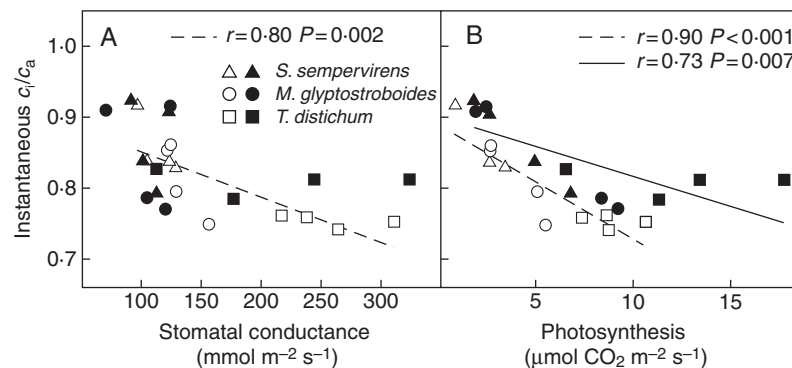 A
r=0·80 P=0·002
S. sempervirens
M. glyptostroboides
T. distichum
B
r=0·90 P<0·001
r=0·73 P=0·007
Instantaneous ci/ca
1·0
0·9
0·8
0·7
100 150 200 250 300
Stomatal conductance
(mmol m–2 s–1)
5 10 15
Photosynthesis
(μmol CO2 m–2 s–1)